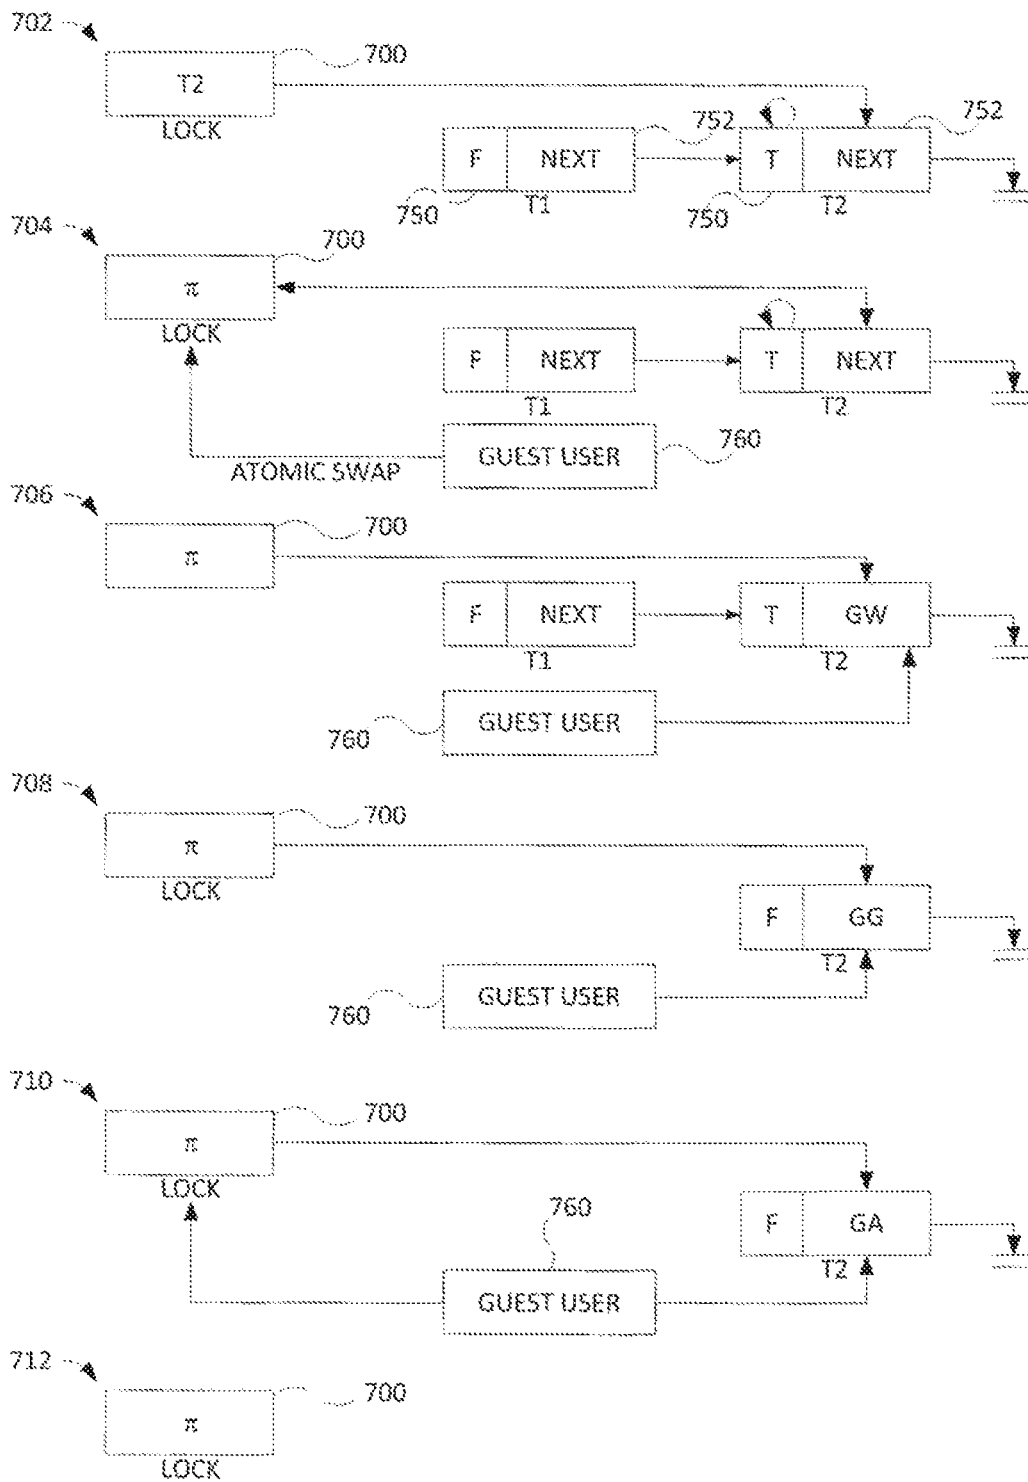 702
700
T2
LOCK
752
752
F NEXT
T NEXT
750
T1
750
T2
704
700
π
LOCK
F NEXT
T NEXT
T1
T2
760
GUEST USER
ATOMIC SWAP
706
700
π
F NEXT
T GW
T1
T2
GUEST USER
760
708
700
π
LOCK
F GG
T2
GUEST USER
760
710
700
π
LOCK
760
F GA
T2
GUEST USER
712
700
π
LOCK